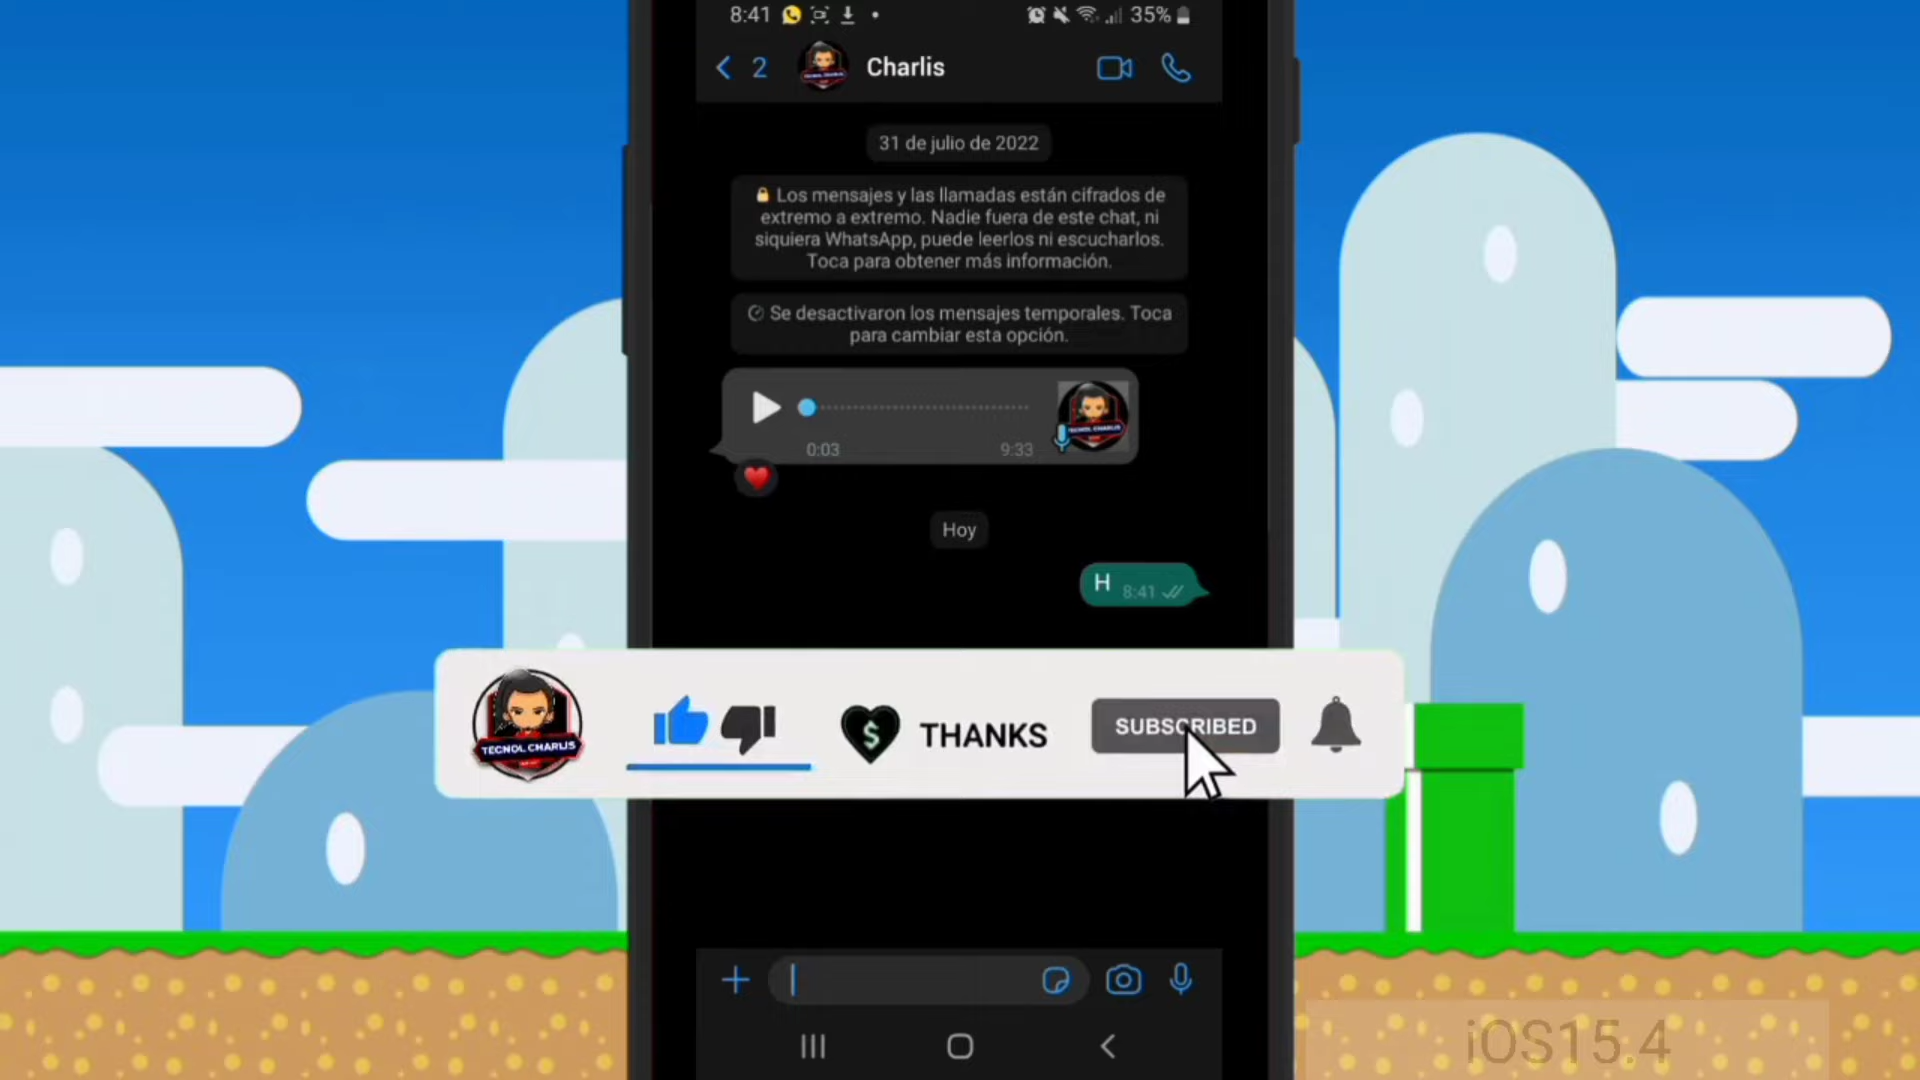 8:41
35%
2
Charlis
31 de julio de 2022
Los mensajes y las llamadas están cifrados de
extremo a extremo. Nadie fuera de este chat, ni
siquiera WhatsApp, puede leerlos ni escucharlos.
Toca para obtener más información.
Se desactivaron los mensajes temporales. Toca
para cambiar esta opción.
TECNOL CHARLIS
0:03
9:33
Hoy
H
8:41
TECNOL CHARLIS
$
THANKS
SUBSCRIBED
iOS15.4